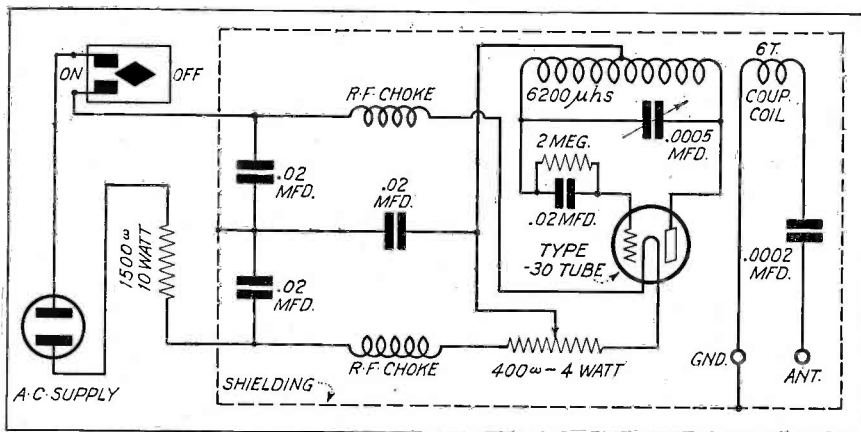 ON
OFF
R.F. CHOKE
6200 μhs
6T.
COUP.
COIL
.0005
MFD.
2 MEG.
.02
MFD.
.02
MFD.
.02 MFD.
1500 ω
10 WATT
TYPE
-30 TUBE
.0002
MFD.
.02
MFD.
A.C. SUPPLY
SHIELDING
R.F. CHOKE
400 ω - 4 WATT
GND.
ANT.